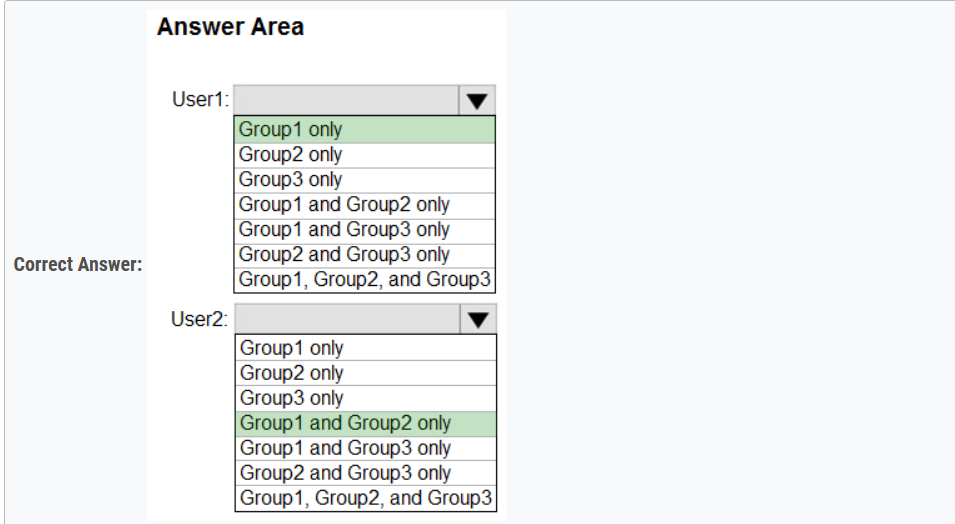 Answer Area
User1:
Group1 only
Group2 only
Group3 only
Group1 and Group2 only
Group1 and Group3 only
Group2 and Group3 only
Group1, Group2, and Group3
Correct Answer:
User2:
Group1 only
Group2 only
Group3 only
Group1 and Group2 only
Group1 and Group3 only
Group2 and Group3 only
Group1, Group2, and Group3